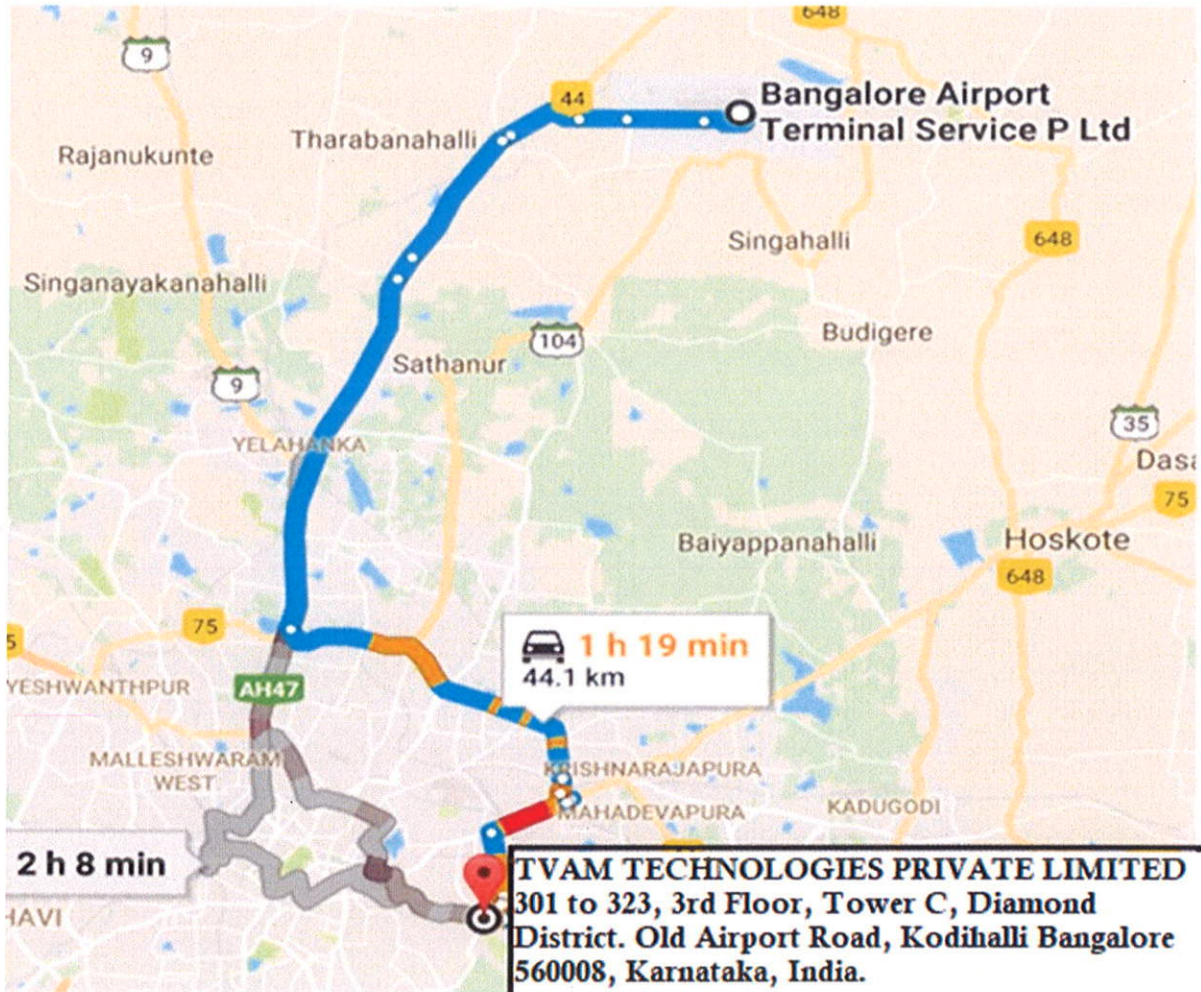 648
9
44
Bangalore Airport
Terminal Service P Ltd
Tharabanahalli
Rajanukunte
Singahalli
648
Singanayakanahalli
104
Budigere
Sathanur
9
35
YELAHANKA
Dasa
75
Baiyappanahalli
Hoskote
648
75
5
1 h 19 min
44.1 km
YESHWANTHPUR
AH47
MALLESHWARAM
WEST
KRISHNARAJAPURA
MAHADEVAPURA
KADUGODI
2 h 8 min
HAVI
TVAM TECHNOLOGIES PRIVATE LIMITED
301 to 323, 3rd Floor, Tower C, Diamond
District. Old Airport Road, Kodihalli Bangalore
560008, Karnataka, India.